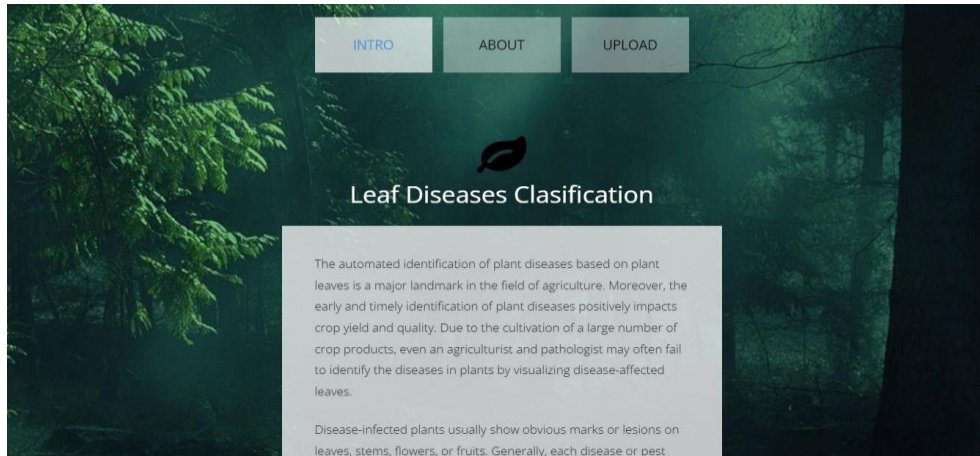 INTRO
ABOUT
UPLOAD
Leaf Diseases Clasification
The automated identification of plant diseases based on plant
leaves is a major landmark in the field of agriculture. Moreover, the
early and timely identification of plant diseases positively impacts
crop yield and quality. Due to the cultivation of a large number of
crop products, even an agriculturist and pathologist may often fail
to identify the diseases in plants by visualizing disease-affected
leaves.
Disease-infected plants usually show obvious marks or lesions on
leaves, stems, flowers, or fruits. Generally, each disease or pest